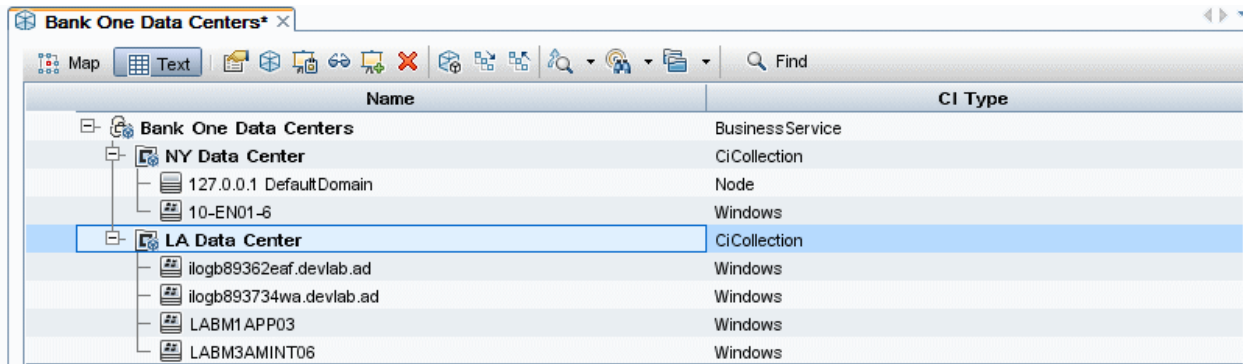 Bank One Data Centers*
Map Text Find
Name CI Type
Bank One Data Centers BusinessService
NY Data Center CiCollection
127.0.0.1 DefaultDomain Node
10-EN01-6 Windows
LA Data Center CiCollection
ilogb89362eaf.devlab.ad Windows
ilogb893734wa.devlab.ad Windows
LABM1APP03 Windows
LABM3AMINT06 Windows